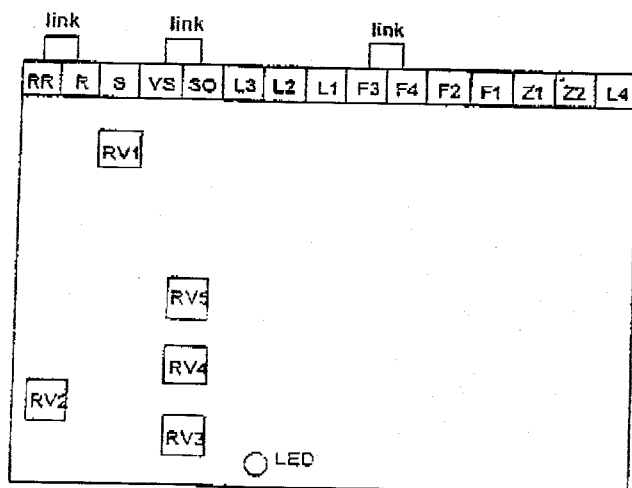 link link link
RR R S VS SO L3 L2 L1 F3 F4 F2 F1 Z1 Z2 L4
RV1
RV5
RV4
RV2
RV3
LED